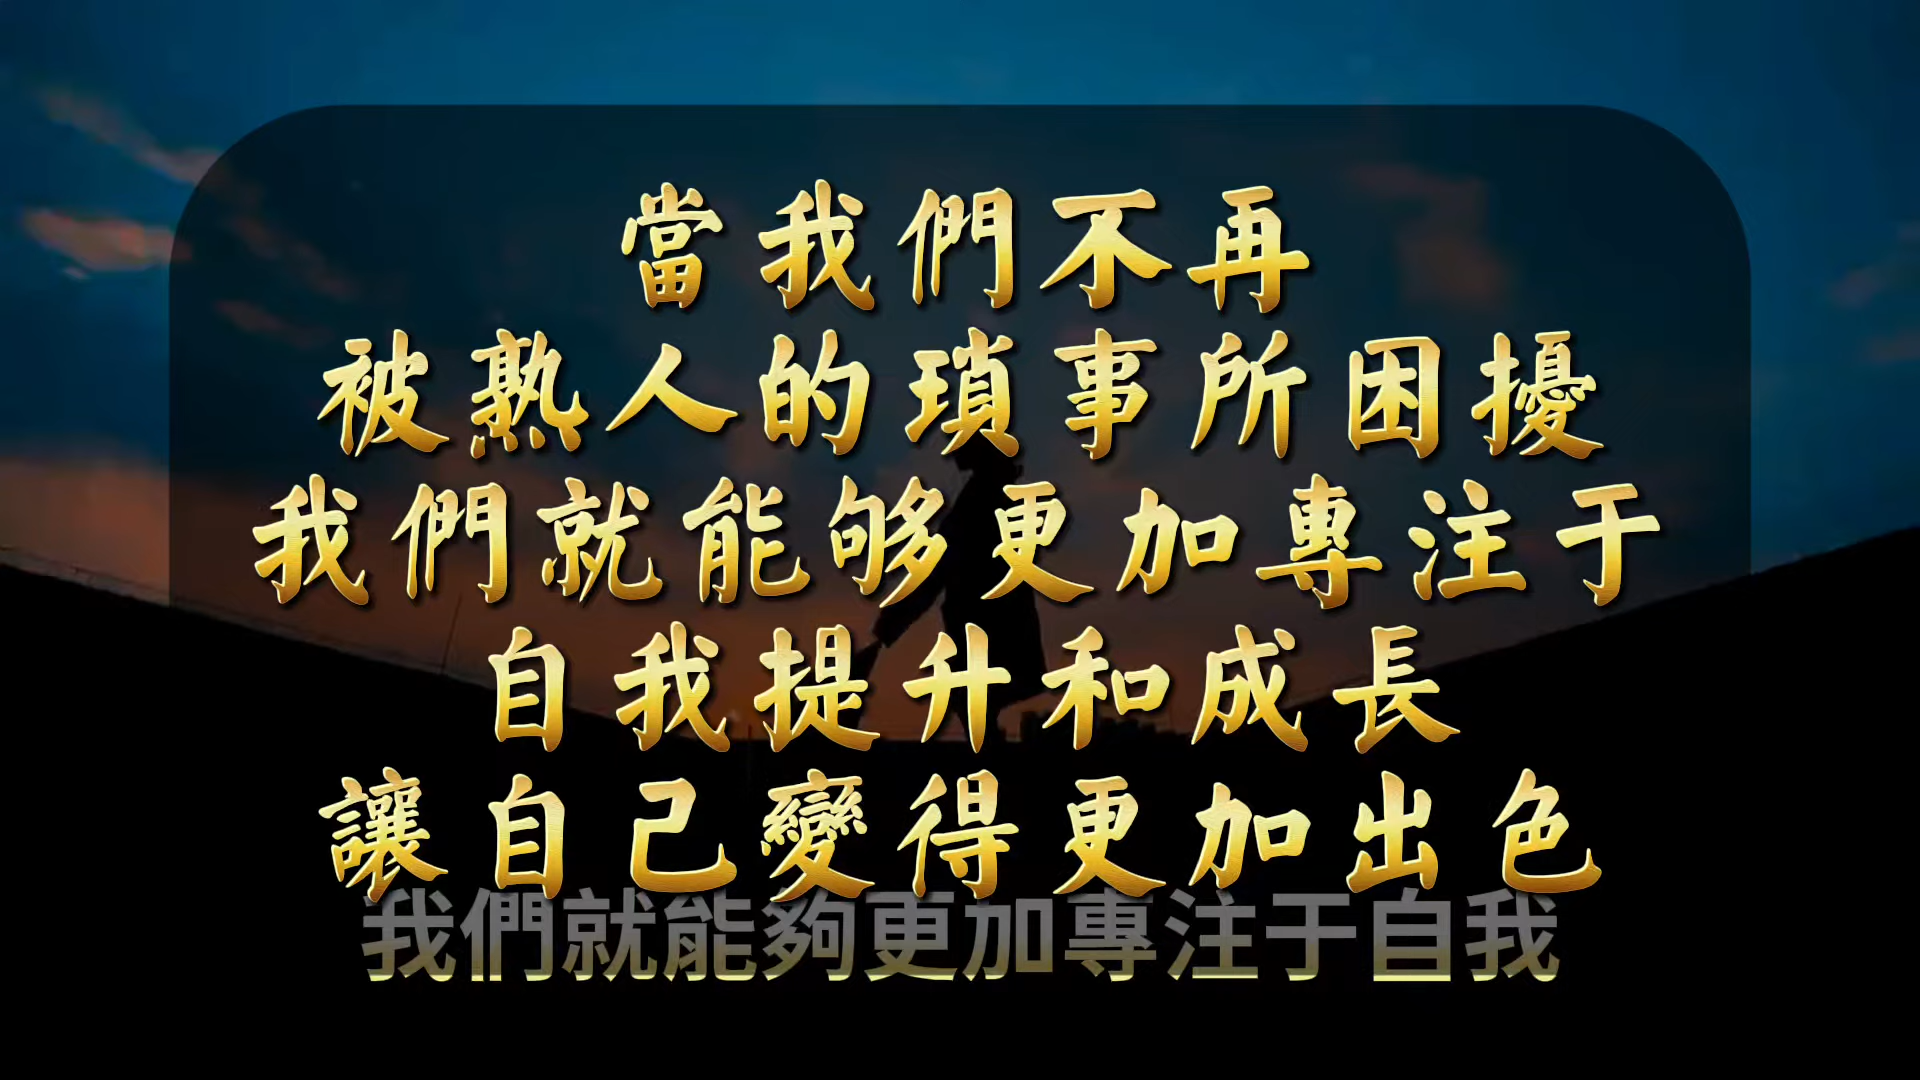 當我們不再
被熟人的瑣事所困擾
我們就能够更加專注于
自我提升和成長
讓自己變得更加出色
我們就能夠更加專注于自我